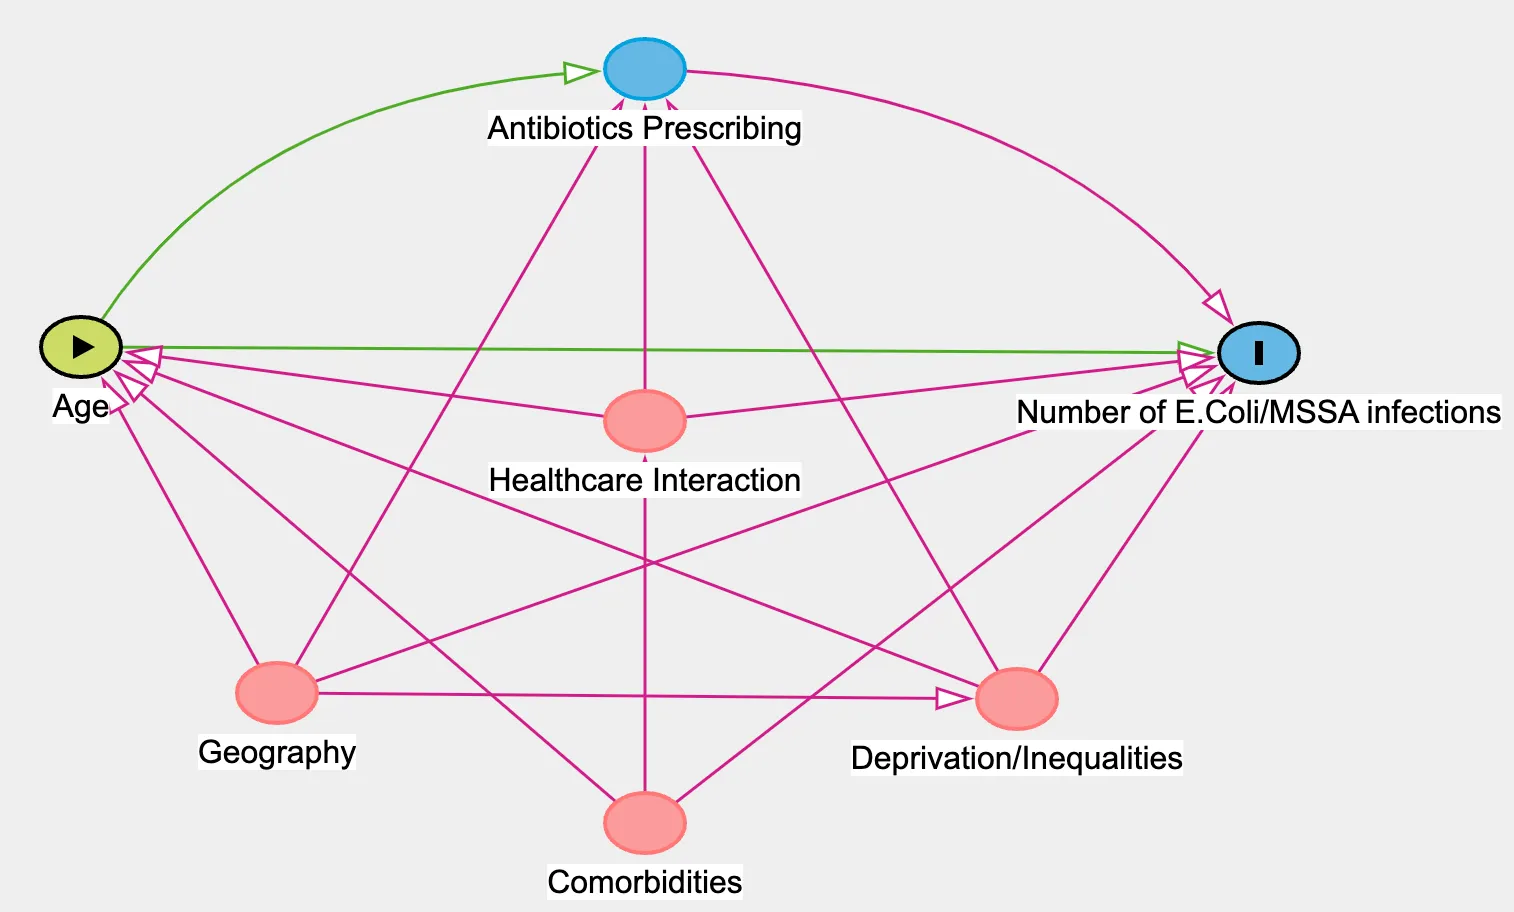 Antibiotics Prescribing
Age
Number of E.Coli/MSSA infections
Healthcare Interaction
Geography
Deprivation/Inequalities
Comorbidities